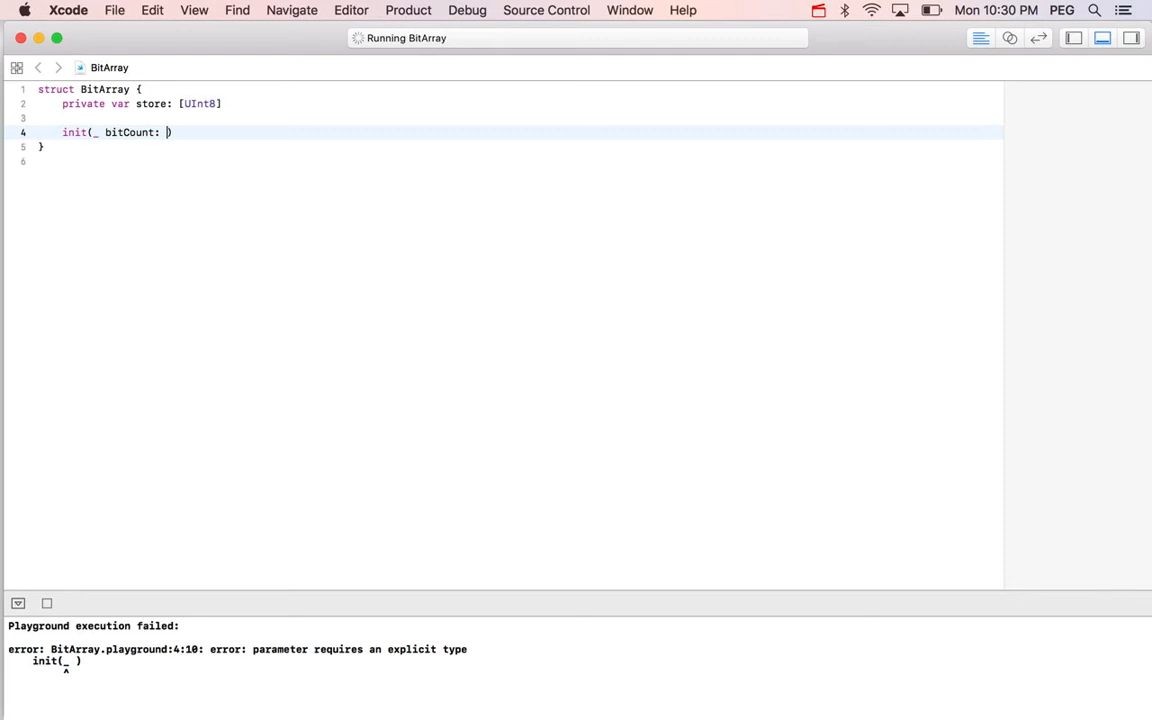 Xcode File Edit View Find Navigate Editor Product Debug Source Control Window Help Mon 10:30 PM PEG
Running BitArray
BitArray
1 struct BitArray {
2 private var store: [UInt8]
3
4 init(_ bitCount: )
5 }
6
Playground execution failed:
error: BitArray.playground:4:10: error: parameter requires an explicit type
init(_ )
^